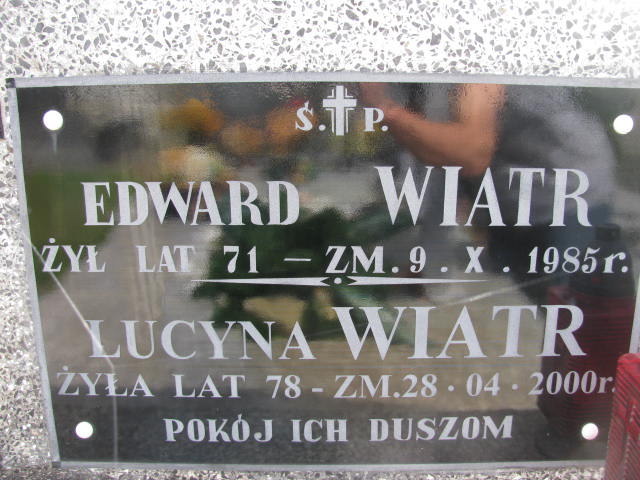 Ś.P.
EDWARD WIATR
ŻYŁ LAT 71 – ZM. 9. X. 1985r.
LUCYNA WIATR
ŻYŁA LAT 78 - ZM.28·04·2000r.
POKÓJ ICH DUSZOM